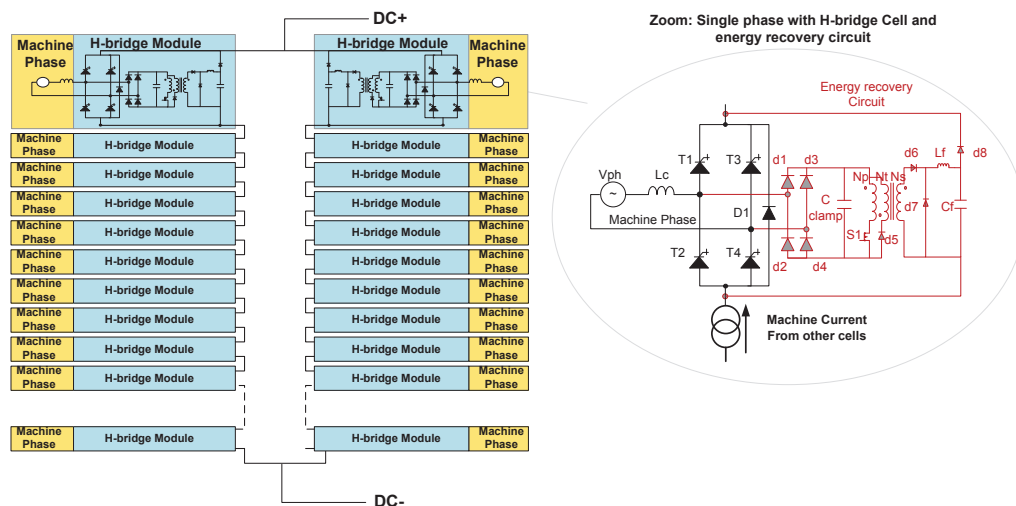 DC+
H-bridge Module
H-bridge Module
Machine
Phase
Machine
Phase
Machine
Phase
H-bridge Module
H-bridge Module
Machine
Phase
Machine
Phase
H-bridge Module
H-bridge Module
Machine
Phase
Machine
Phase
H-bridge Module
H-bridge Module
Machine
Phase
Machine
Phase
H-bridge Module
H-bridge Module
Machine
Phase
Machine
Phase
H-bridge Module
H-bridge Module
Machine
Phase
Machine
Phase
H-bridge Module
H-bridge Module
Machine
Phase
Machine
Phase
H-bridge Module
H-bridge Module
Machine
Phase
Machine
Phase
H-bridge Module
H-bridge Module
Machine
Phase
Machine
Phase
H-bridge Module
H-bridge Module
Machine
Phase
Machine
Phase
H-bridge Module
H-bridge Module
Machine
Phase
DC-
Zoom: Single phase with H-bridge Cell and
energy recovery circuit
Energy recovery
Circuit
T1
T3
d1
d3
d6
Lf
d8
Vph
Lc
Np
Nt
Ns
C
clamp
D1
d7
Cf
Machine Phase
S1
d5
T2
T4
d2
d4
Machine Current
From other cells